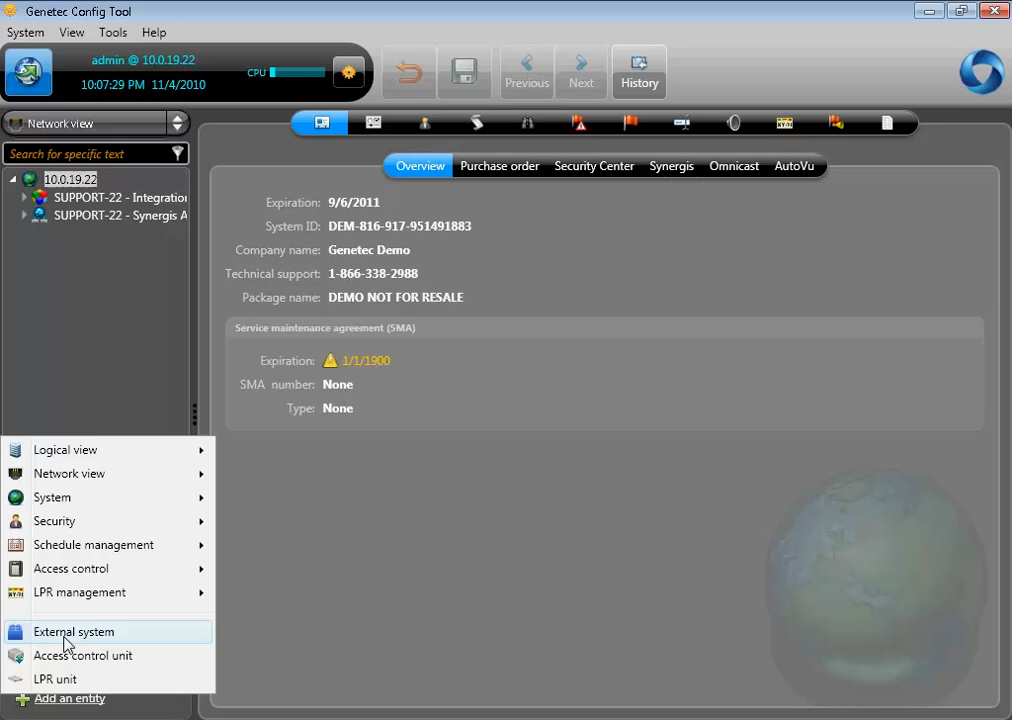 Genetec Config Tool
System View Tools Help
admin @ 10.0.19.22
10:07:29 PM 11/4/2010
CPU
Previous
Next
History
Network view
Search for specific text
10.0.19.22
SUPPORT-22 - Integration
SUPPORT-22 - Synergis A
Overview Purchase order Security Center Synergis Omnicast AutoVu
Expiration: 9/6/2011
System ID: DEM-816-917-951491883
Company name: Genetec Demo
Technical support: 1-866-338-2988
Package name: DEMO NOT FOR RESALE
Service maintenance agreement (SMA)
Expiration: 1/1/1900
SMA number: None
Type: None
Logical view
Network view
System
Security
Schedule management
Access control
LPR management
External system
Access control unit
LPR unit
Add an entity